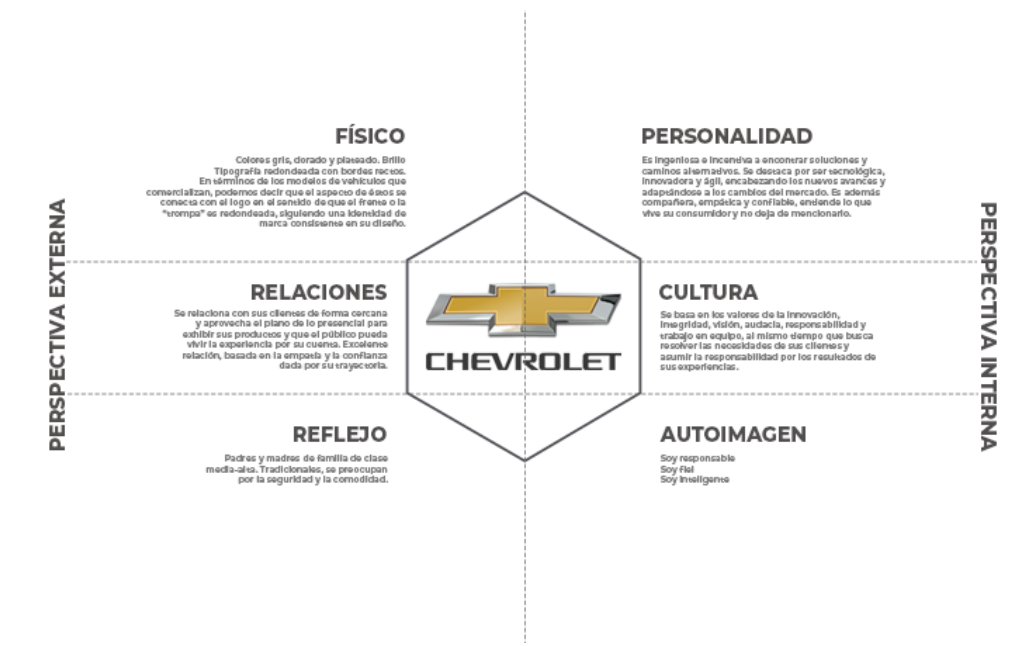 FÍSICO
Colores gris, dorado y plateado. Brillo
Tipografía redondeada con bordes rectos.
En términos de los modelos de vehículos que
comercializan, podemos decir que el aspecto de éstos se
conecta con el logo en el sentido de que el frente o la
“trompa” es redondeada, siguiendo una identidad de
marca consistente en su diseño.
PERSONALIDAD
Es ingeniosa e incentiva a encontrar soluciones y
caminos alternativos. Se destaca por ser tecnológica,
innovadora y ágil, encabezando los nuevos avances y
adaptándose a los cambios del mercado. Es además
compañera, empática y confiable, entiende lo que
vive su consumidor y no deja de mencionarlo.
PERSPECTIVA EXTERNA
RELACIONES
Se relaciona con sus clientes de forma cercana
y aprovecha el plano de lo presencial para
exhibir sus productos y que el público pueda
vivir la experiencia por su cuenta. Excelente
relación, basada en la empatía y la confianza
dada por su trayectoria.
CHEVROLET
CULTURA
Se basa en los valores de la innovación,
integridad, visión, audacia, responsabilidad y
trabajo en equipo, al mismo tiempo que busca
resolver las necesidades de sus clientes y
asumir la responsabilidad por los resultados de
sus experiencias.
PERSPECTIVA INTERNA
REFLEJO
Padres y madres de familia de clase
media-alta. Tradicionales, se preocupan
por la seguridad y la comodidad.
AUTOIMAGEN
Soy responsable
Soy fiel
Soy inteligente